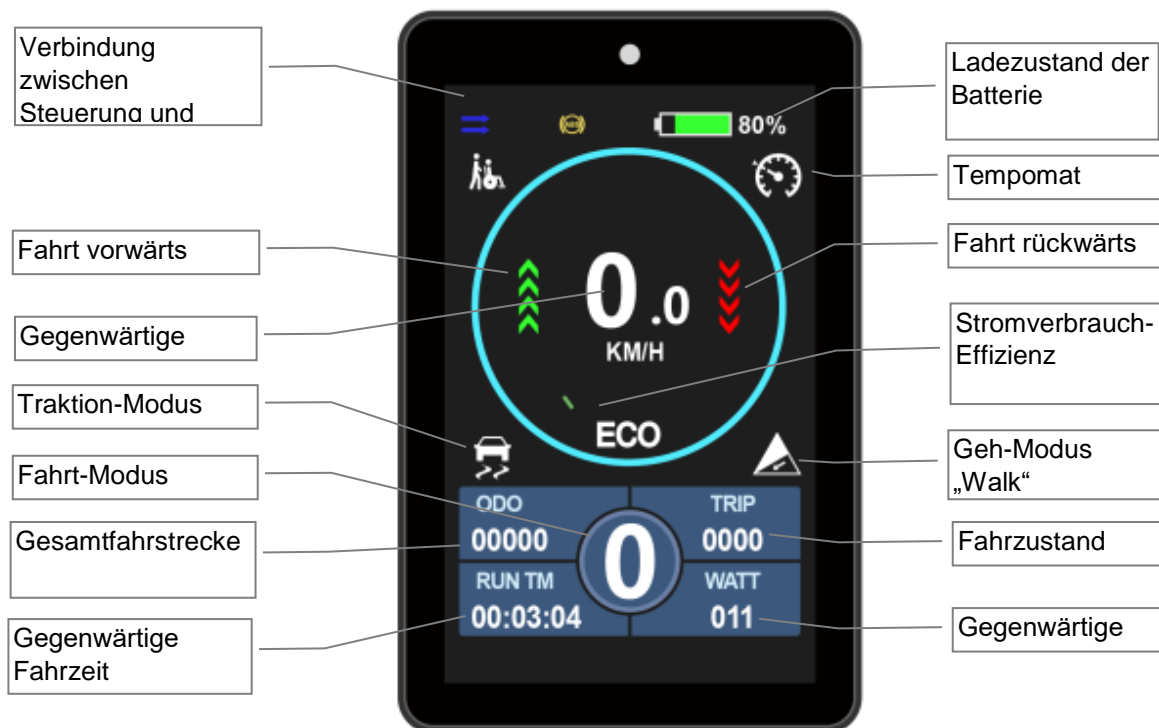 Verbindung
zwischen
Steuerung und
Ladezustand der
Batterie
80%
Tempomat
Fahrt vorwärts
Fahrt rückwärts
0.0
KM/H
Gegenwärtige
Stromverbrauch-
Effizienz
Traktion-Modus
ECO
Geh-Modus
„Walk“
Fahrt-Modus
ODO
TRIP
Gesamtfahrstrecke
00000
0
0000
Fahrzustand
RUN TM
WATT
00:03:04
011
Gegenwärtige
Fahrzeit
Gegenwärtige